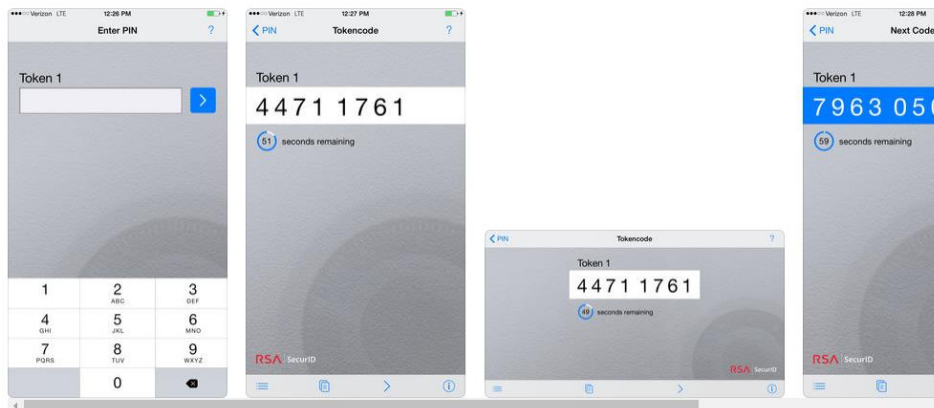 Verizon LTE 12:26 PM
Enter PIN ?
Token 1
1 2 3
ABC DEF
4 5 6
GHI JKL MNO
7 8 9
PQRS TUV WXYZ
0
Verizon LTE 12:27 PM
PIN Tokencode ?
Token 1
4471 1761
51 seconds remaining
RSA SecurID
PIN Tokencode ?
Token 1
4471 1761
49 seconds remaining
RSA SecurID
Verizon LTE 12:28 PM
PIN Next Code
Token 1
7963 05
59 seconds remaining
RSA SecurID